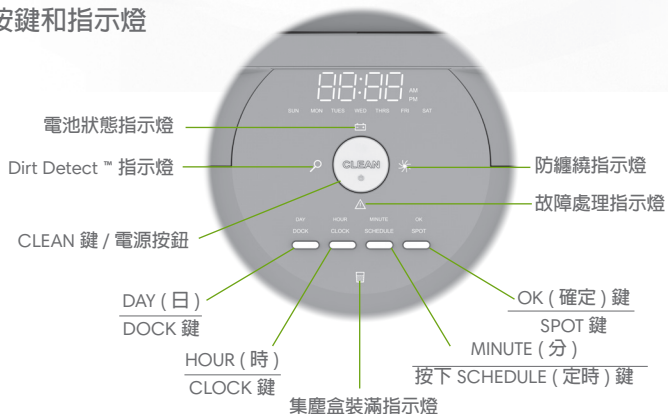 按鍵和指示燈
88:88
AM
PM
SUN MON TUES WED THRS FRI SAT
電池狀態指示燈
Dirt Detect ™ 指示燈
CLEAN
防纏繞指示燈
故障處理指示燈
CLEAN 鍵 / 電源按鈕
DAY HOUR MINUTE OK
DOCK CLOCK SCHEDULE SPOT
DAY ( 日 )
DOCK 鍵
OK ( 確定 ) 鍵
SPOT 鍵
HOUR ( 時 )
CLOCK 鍵
MINUTE ( 分 )
按下 SCHEDULE ( 定時 ) 鍵
集塵盒裝滿指示燈